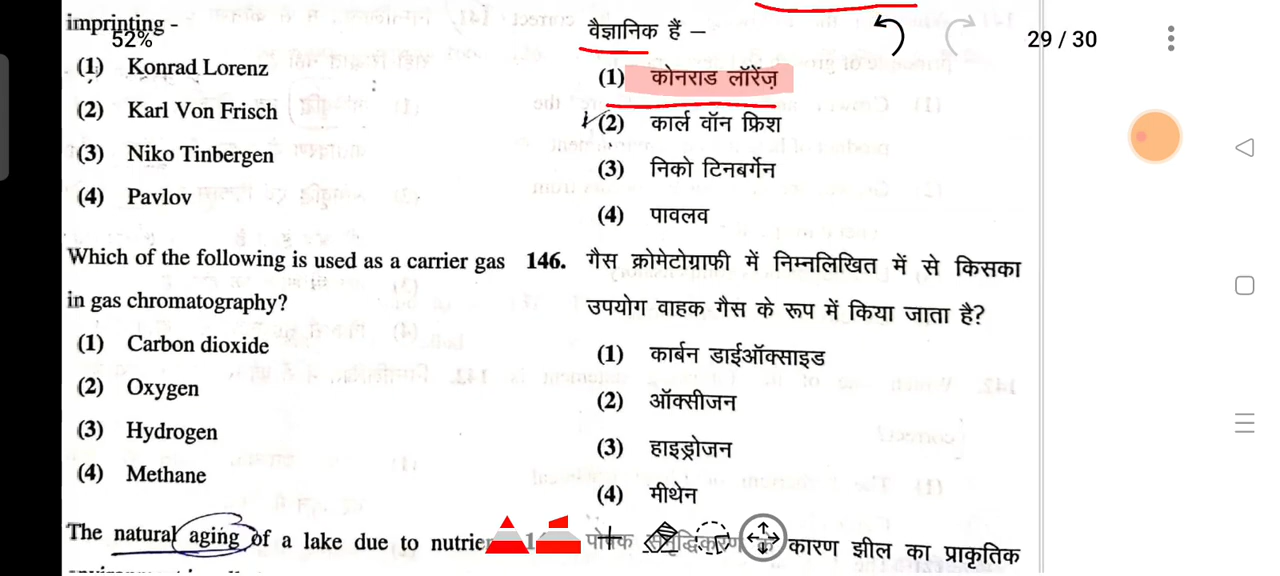 imprinting -
52%
(1) Konrad Lorenz
(2) Karl Von Frisch
(3) Niko Tinbergen
(4) Pavlov
वैज्ञानिक हैं –
29 / 30
(1) कोनराड लॉरेंज़
(2) कार्ल वॉन फ्रिश
(3) निको टिनबर्गेन
(4) पावलव
Which of the following is used as a carrier gas
in gas chromatography?
(1) Carbon dioxide
(2) Oxygen
(3) Hydrogen
(4) Methane
146. गैस क्रोमेटोग्राफी में निम्नलिखित में से किसका
उपयोग वाहक गैस के रूप में किया जाता है?
(1) कार्बन डाईऑक्साइड
(2) ऑक्सीजन
(3) हाइड्रोजन
(4) मीथेन
The natural aging of a lake due to
पोषक समृद्धिकरण के कारण झील का प्राकृतिक